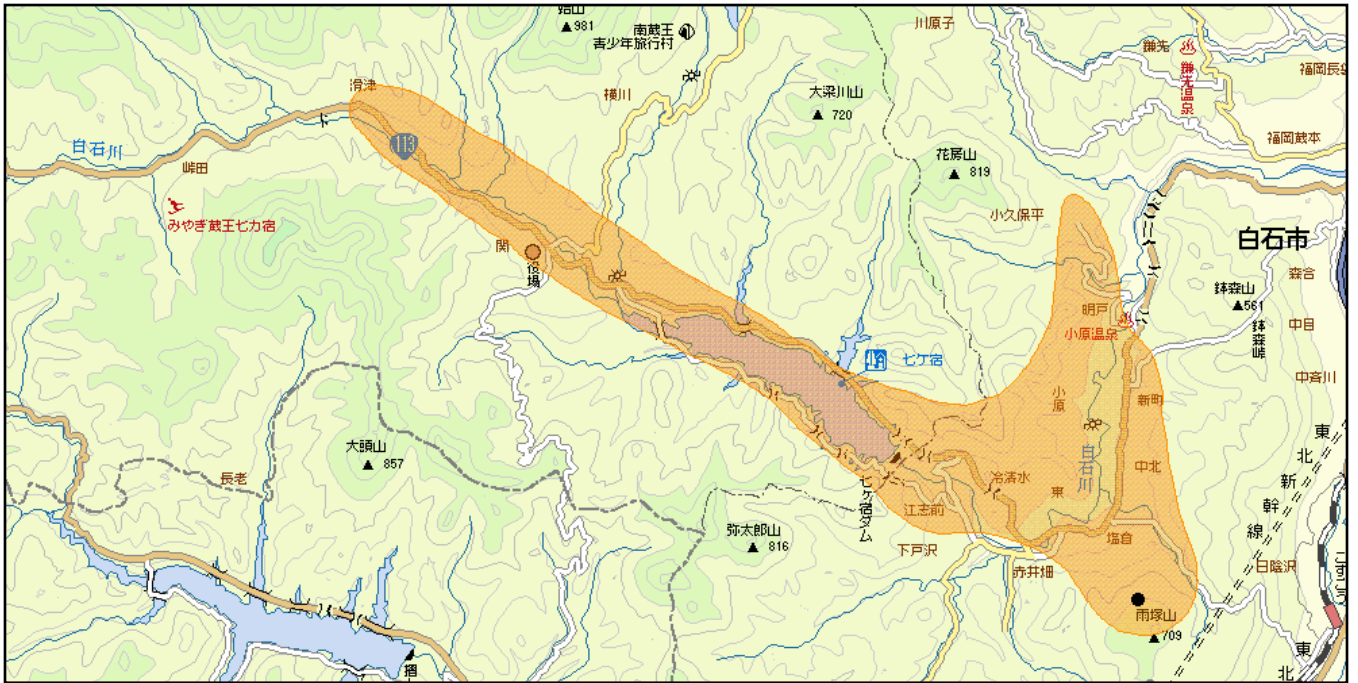 981
南蔵王
青少年旅行村
川原子
鎌先
鎌先温泉
福岡蔵本
滑津
横川
大梁川山
720
113
白石川
峠田
花房山
819
みやぎ蔵王七カ宿
小久保平
白石市
関
役場
森合
鉢森山
561
明戸
小原温泉
中目
鉢森峠
七ケ宿
中斉川
小原
新町
大頭山
857
長老
白石川
中北
東北新幹線
冷清水
東
七ケ宿ダム
江志前
弥太郎山
816
下戸沢
塩倉
赤井畑
日陰沢
雨塚山
709
摺
東北